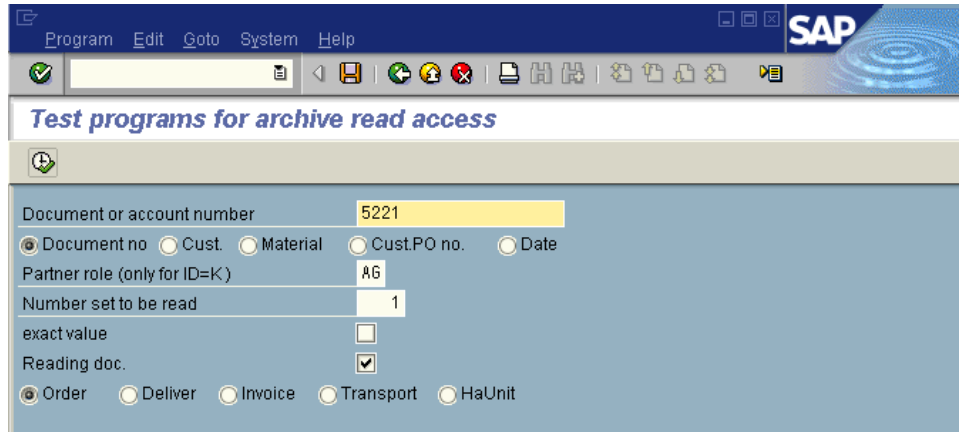 Program Edit Goto System Help
SAP
Test programs for archive read access
Document or account number 5221
Document no Cust. Material Cust.PO no. Date
Partner role (only for ID=K) AG
Number set to be read 1
exact value
Reading doc.
Order Deliver Invoice Transport HaUnit